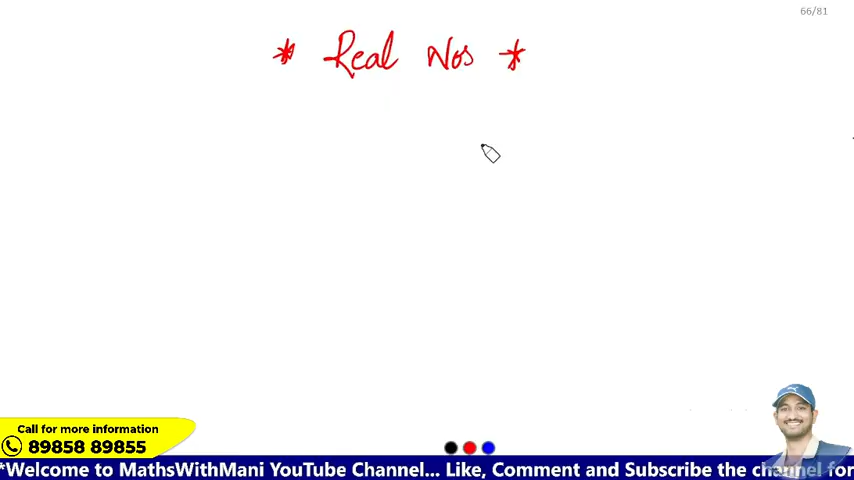 66/81
* Real Nos *
Call for more information
89858 89855
*Welcome to MathsWithMani YouTube Channel... Like, Comment and Subscribe the channel for